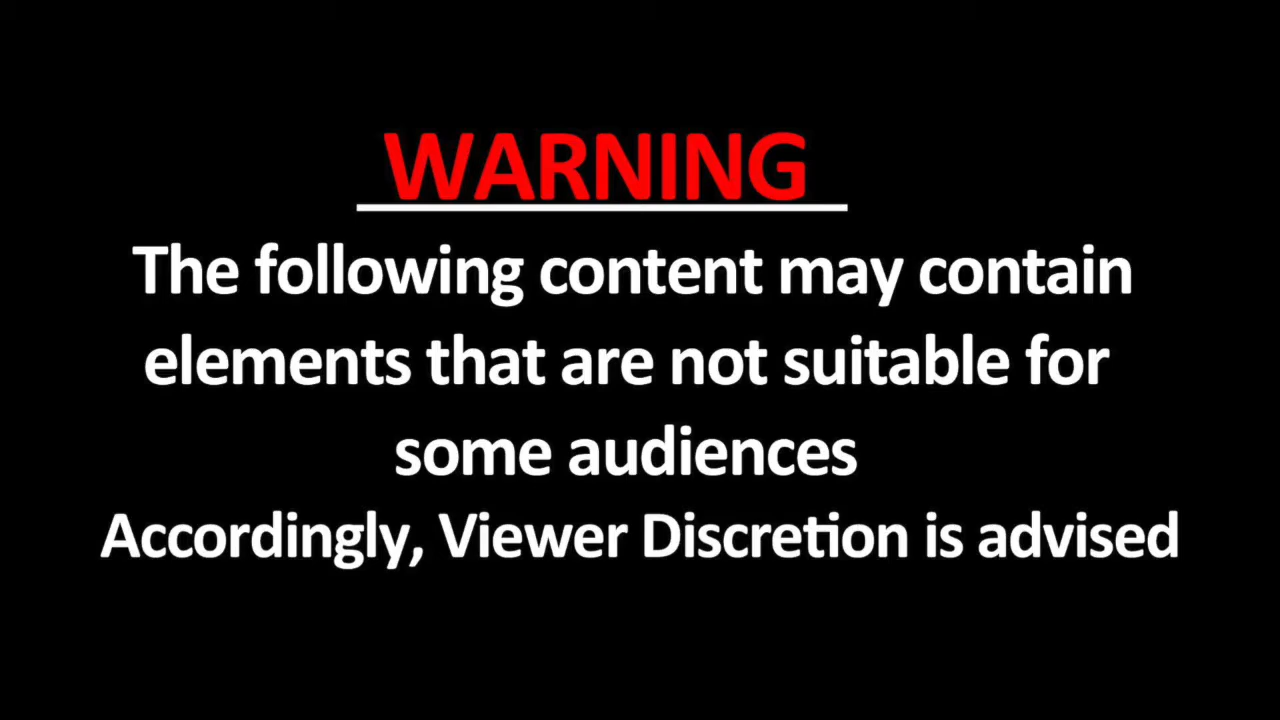 WARNING
The following content may contain
elements that are not suitable for
some audiences
Accordingly, Viewer Discretion is advised